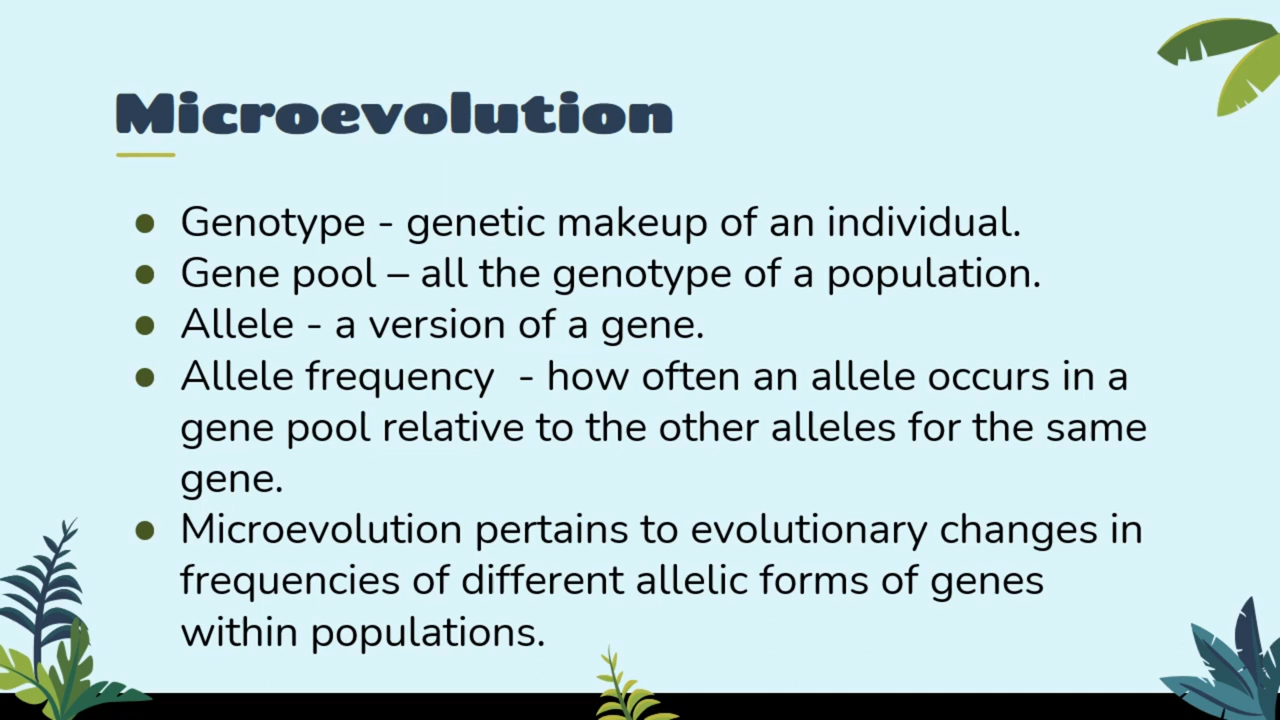 Microevolution
● Genotype - genetic makeup of an individual.
● Gene pool – all the genotype of a population.
● Allele - a version of a gene.
● Allele frequency  - how often an allele occurs in a
gene pool relative to the other alleles for the same
gene.
● Microevolution pertains to evolutionary changes in
frequencies of different allelic forms of genes
within populations.